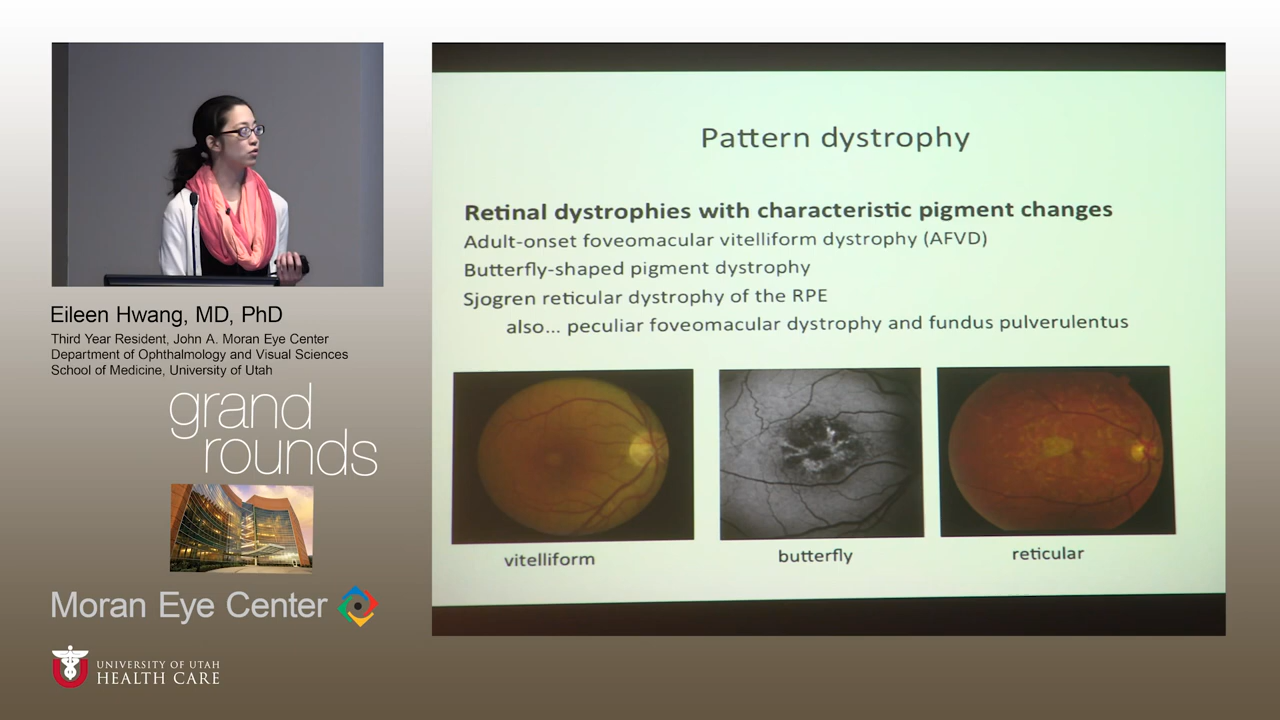 Eileen Hwang, MD, PhD
Third Year Resident, John A. Moran Eye Center
Department of Ophthalmology and Visual Sciences
School of Medicine, University of Utah
grand
rounds
Moran Eye Center
UNIVERSITY OF UTAH
HEALTH CARE
Pattern dystrophy
Retinal dystrophies with characteristic pigment changes
Adult-onset foveomacular vitelliform dystrophy (AFVD)
Butterfly-shaped pigment dystrophy
Sjogren reticular dystrophy of the RPE
also... peculiar foveomacular dystrophy and fundus pulverulentus
vitelliform
butterfly
reticular